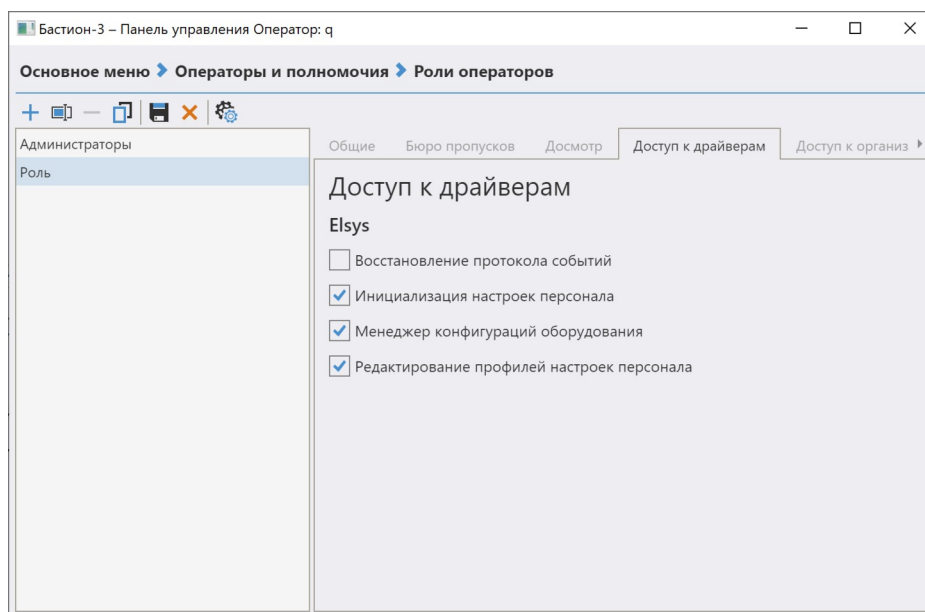 Бастион-3 – Панель управления Оператор: q
Основное меню Операторы и полномочия Роли операторов
Администраторы
Роль
Общие Бюро пропусков Досмотр Доступ к драйверам Доступ к организ
Доступ к драйверам
Elsys
Восстановление протокола событий
Инициализация настроек персонала
Менеджер конфигураций оборудования
Редактирование профилей настроек персонала